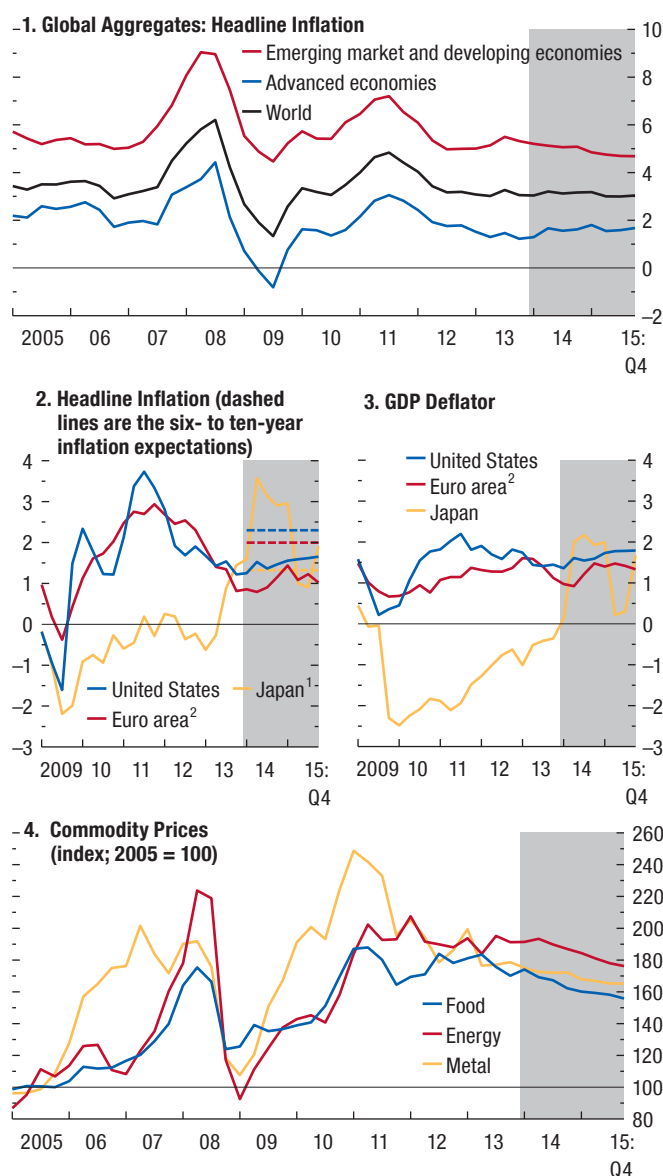 1. Global Aggregates: Headline Inflation
Emerging market and developing economies
Advanced economies
World
10
8
6
4
2
0
–2
2005 06 07 08 09 10 11 12 13 14 15:
Q4
2. Headline Inflation (dashed
lines are the six- to ten-year
inflation expectations)
4
3
2
1
0
–1
–2
–3
United States
Japan1
Euro area2
2009 10 11 12 13 14 15:
Q4
3. GDP Deflator
United States
Euro area2
Japan
4
3
2
1
0
–1
–2
–3
2009 10 11 12 13 14 15:
Q4
4. Commodity Prices
(index; 2005 = 100)
260
240
220
200
180
160
140
120
100
80
Food
Energy
Metal
2005 06 07 08 09 10 11 12 13 14 15:
Q4